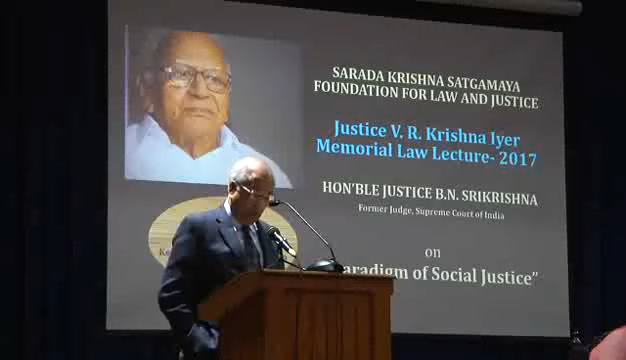 SARADA KRISHNA SATGAMAYA
FOUNDATION FOR LAW AND JUSTICE
Justice V. R. Krishna Iyer
Memorial Law Lecture- 2017
HON'BLE JUSTICE B.N. SRIKRISHNA
Former Judge, Supreme Court of India
on
of Social Justice”